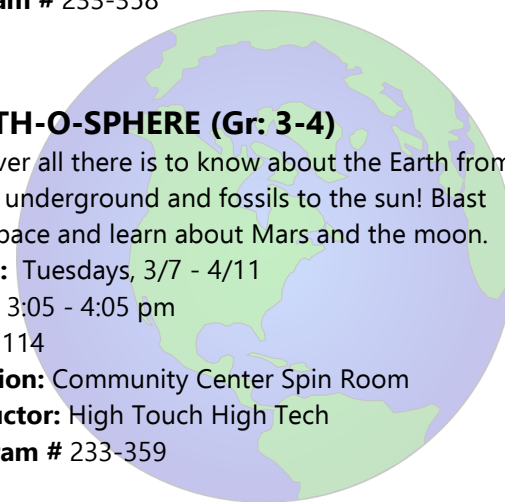 am # 233-358
TH-O-SPHERE (Gr: 3-4)
ver all there is to know about the Earth from
underground and fossils to the sun! Blast
pace and learn about Mars and the moon.
: Tuesdays, 3/7 - 4/11
3:05 - 4:05 pm
114
ion: Community Center Spin Room
uctor: High Touch High Tech
am # 233-359